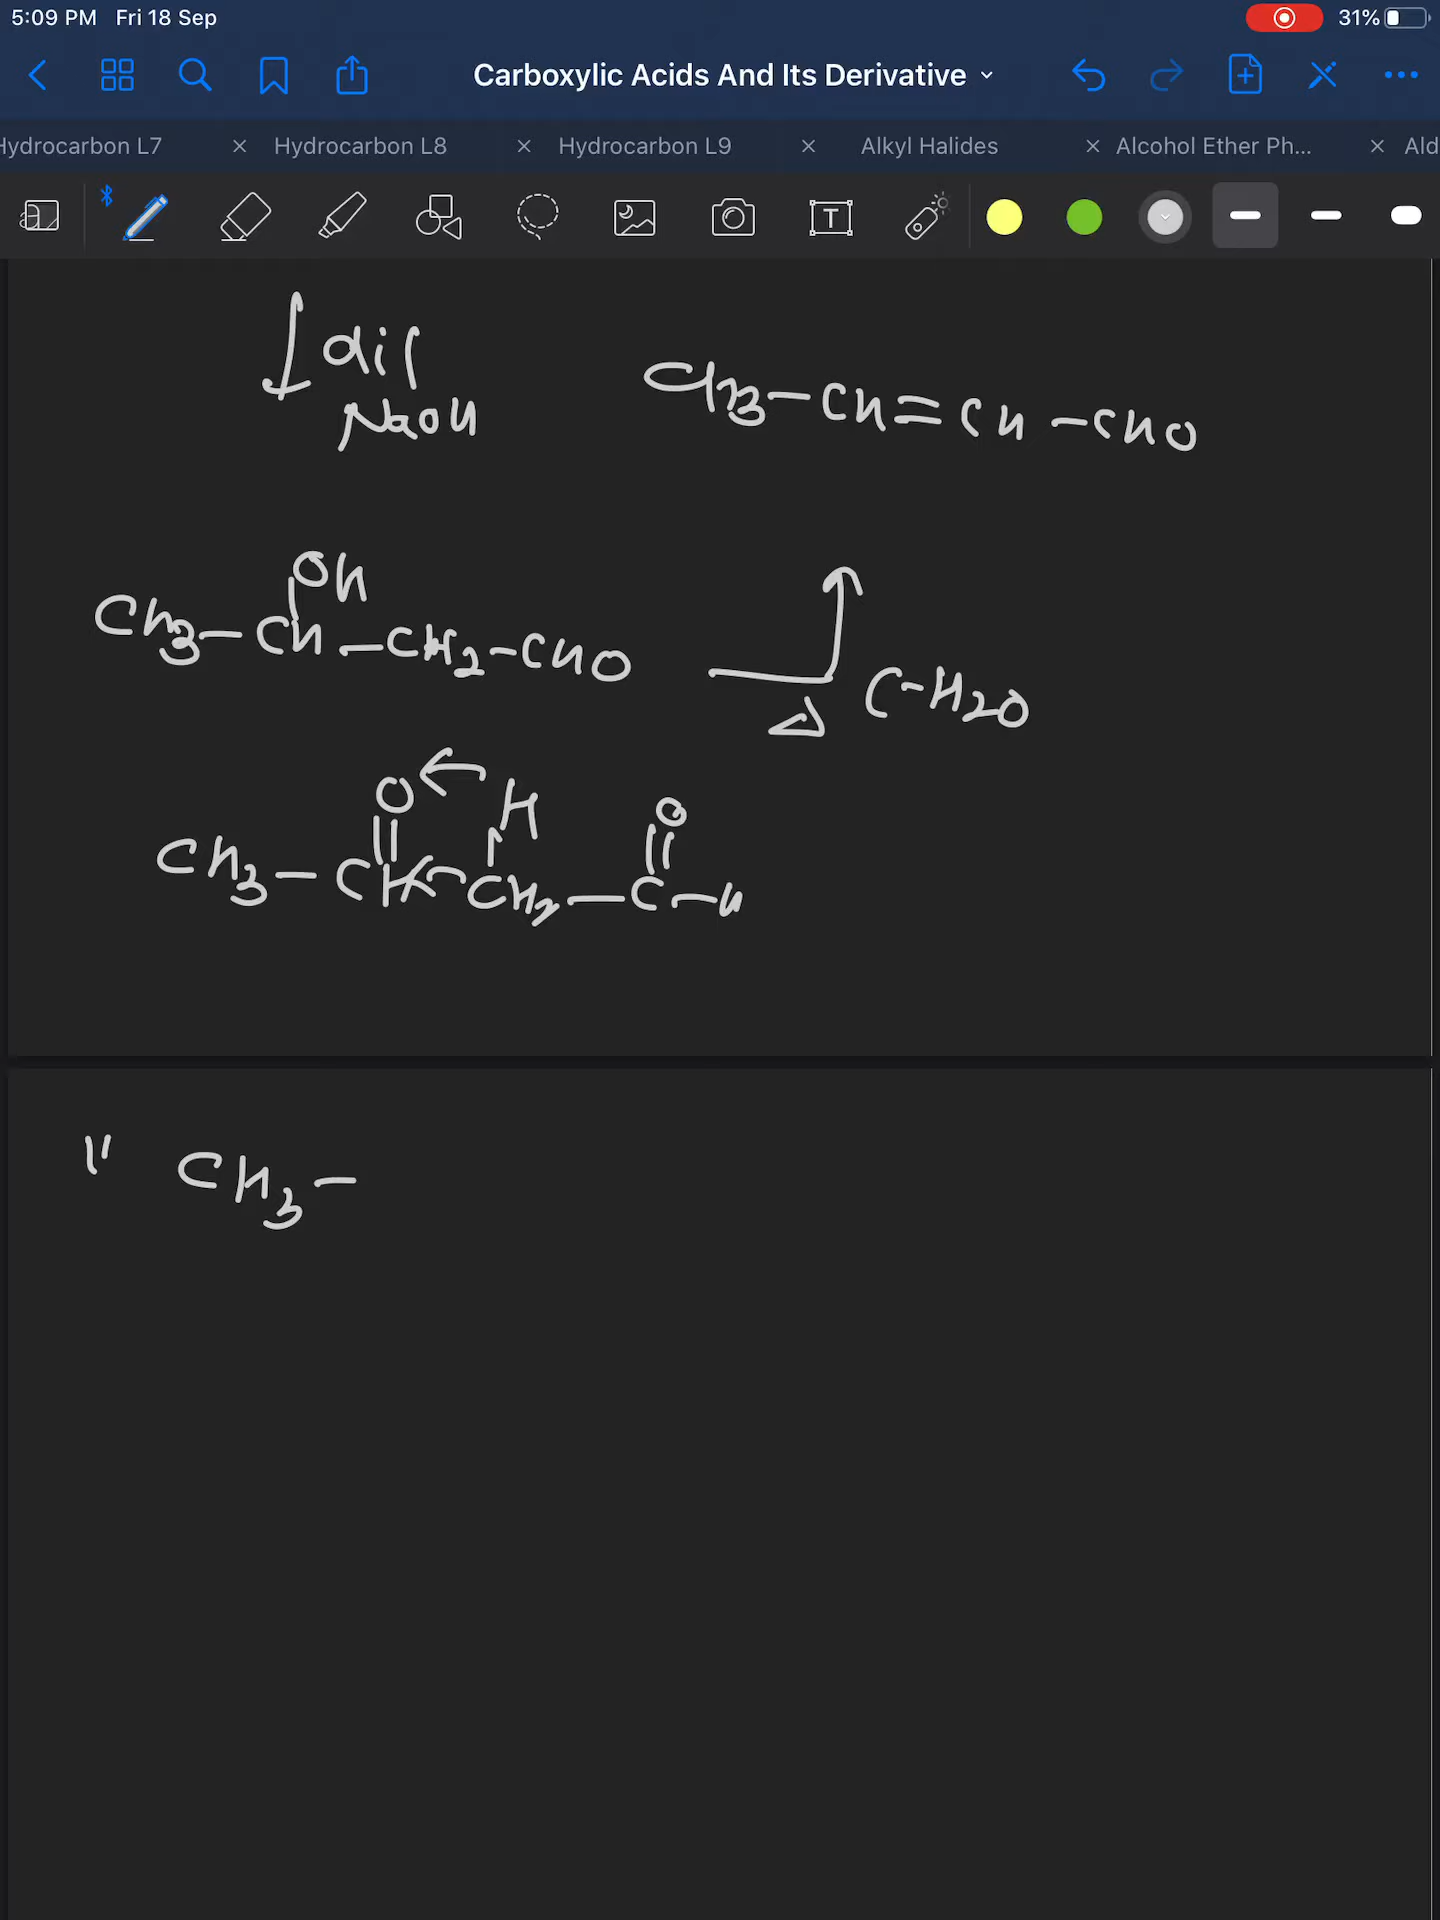 5:09 PM Fri 18 Sep 31%
Carboxylic Acids And Its Derivative
Hydrocarbon L7 × Hydrocarbon L8 × Hydrocarbon L9 × Alkyl Halides × Alcohol Ether Ph... × Ald
T
dil
NaOH
CH3-CH=CH-CHO
OH
CH3-CH-CH2-CHO
(-H2O
Δ
O H O
CH3-CH CH2-C-H
11 CH3-